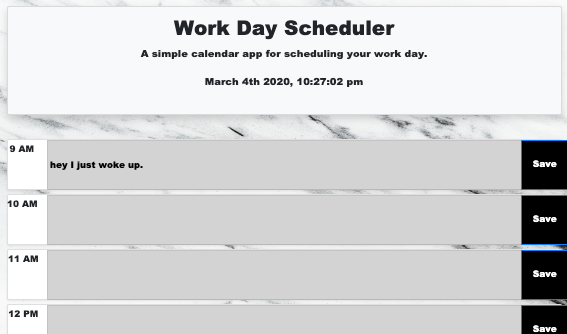 Work Day Scheduler
A simple calendar app for scheduling your work day.
March 4th 2020, 10:27:02 pm
9 AM
hey I just woke up.
Save
10 AM
Save
11 AM
Save
12 PM
Save